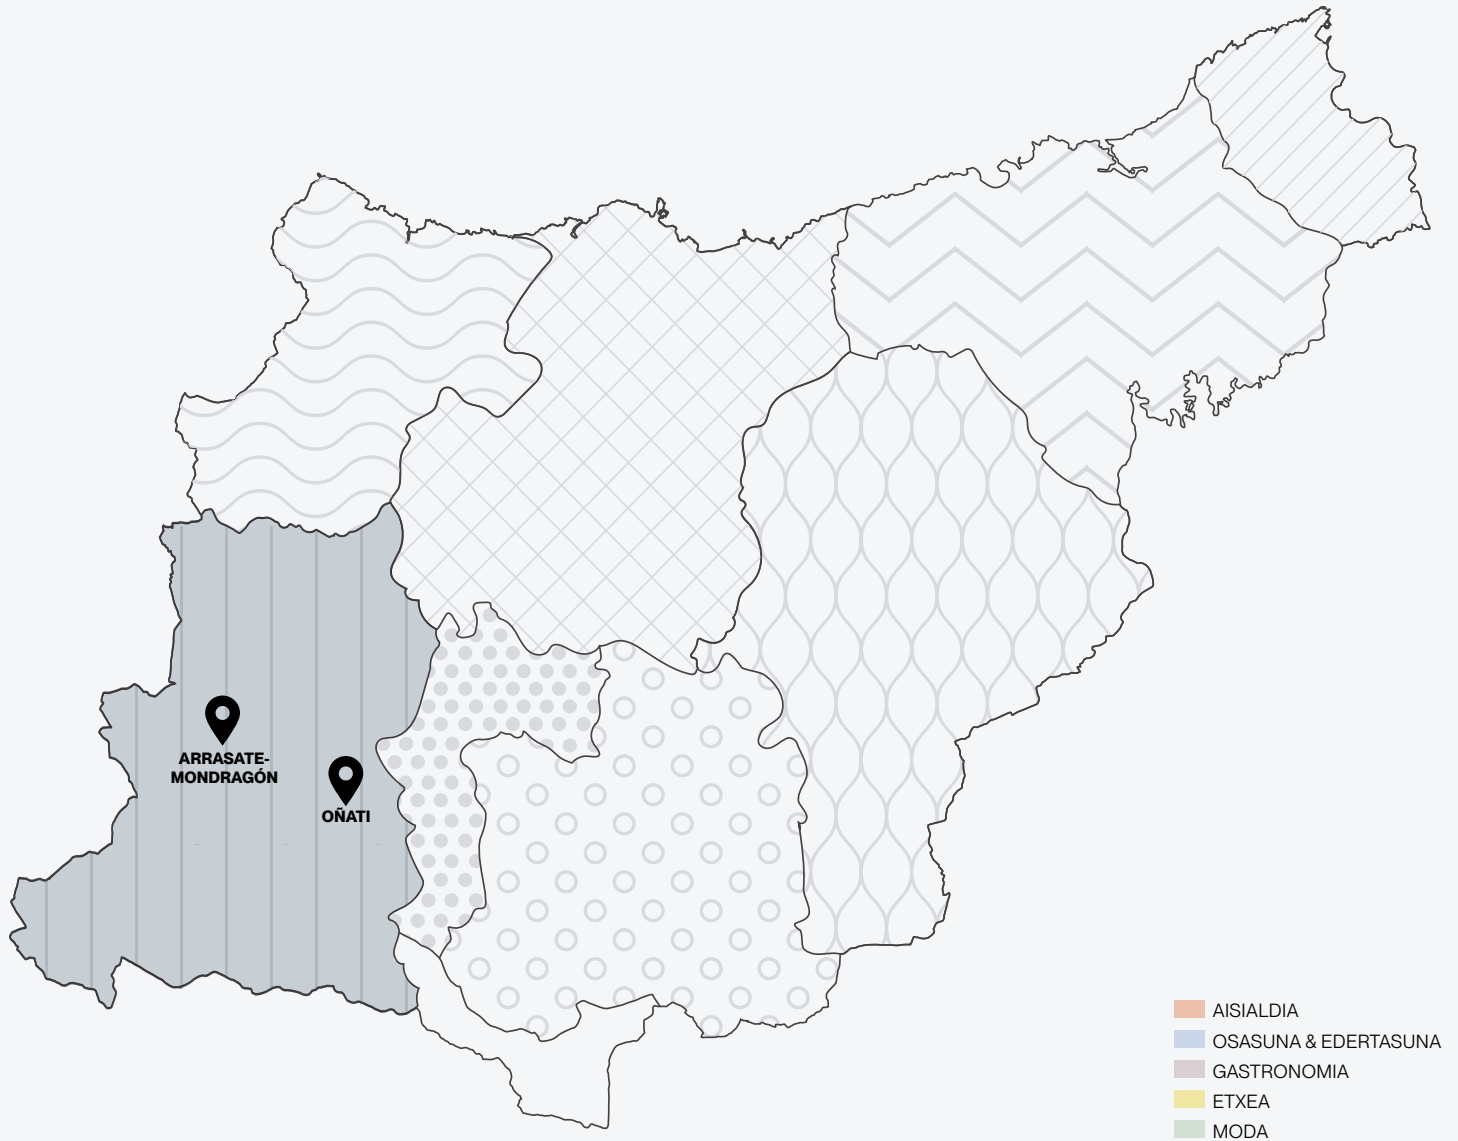 ARRASATE-
MONDRAGÓN
OÑATI
AISIALDIA
OSASUNA & EDERTASUNA
GASTRONOMIA
ETXEA
MODA